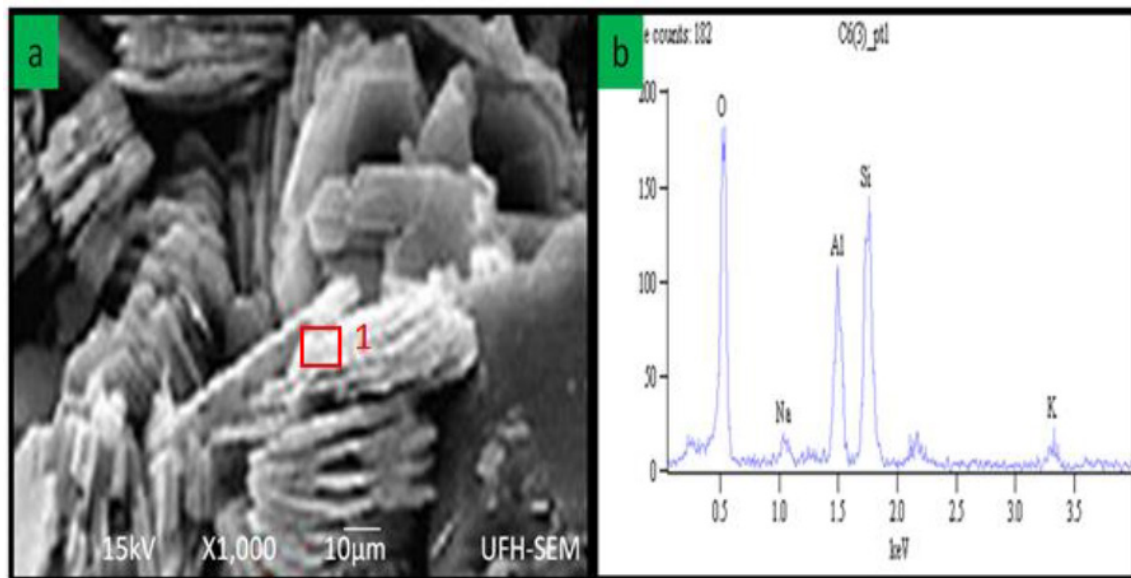 a
1
15kV X1,000 10μm UFH-SEM
b
e counts: 182 C6(3)_pt1
200
150
100
50
0
O
Na
Al
Si
K
0.5 1.0 1.5 2.0 2.5 3.0 3.5
keV